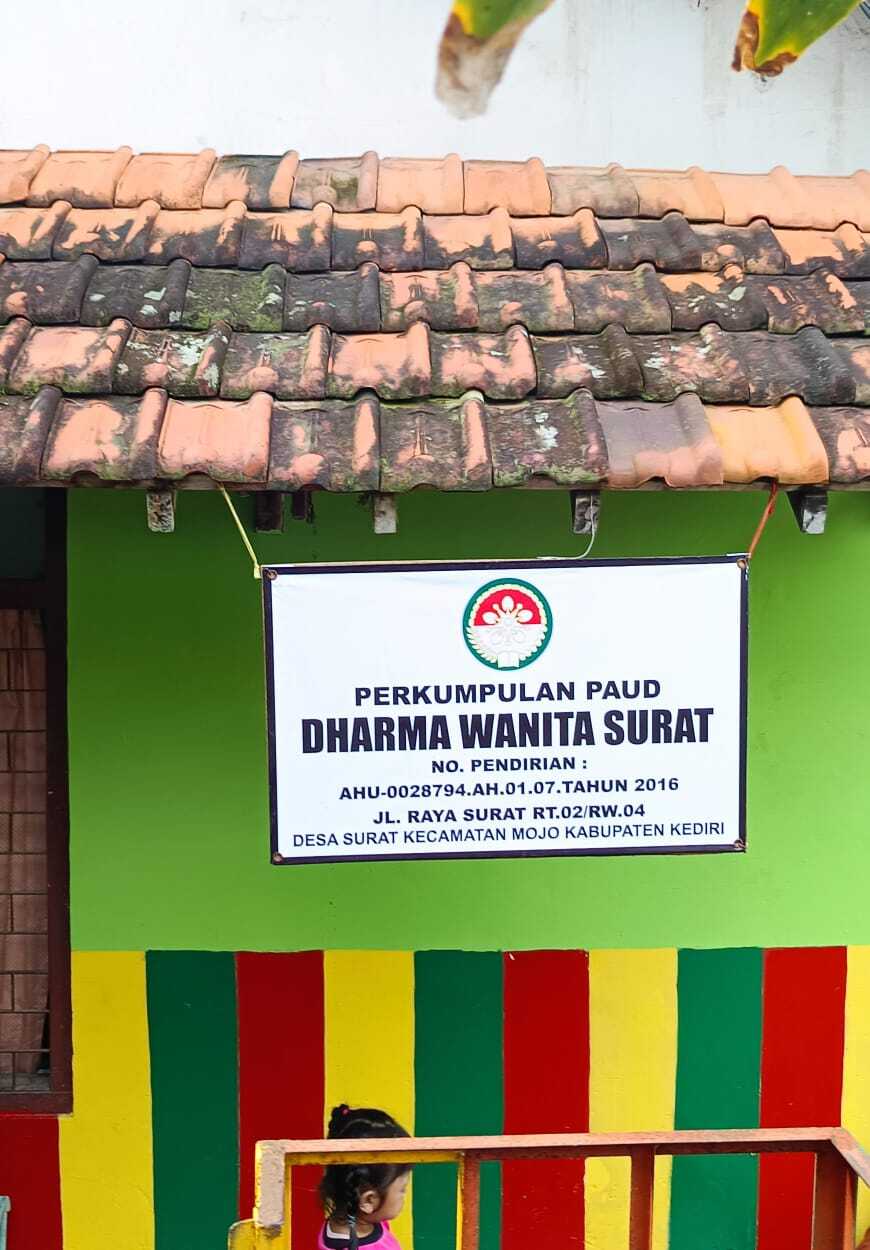 PERKUMPULAN PAUD
DHARMA WANITA SURAT
NO. PENDIRIAN :
AHU-0028794.AH.01.07.TAHUN 2016
JL. RAYA SURAT RT.02/RW.04
DESA SURAT KECAMATAN MOJO KABUPATEN KEDIRI